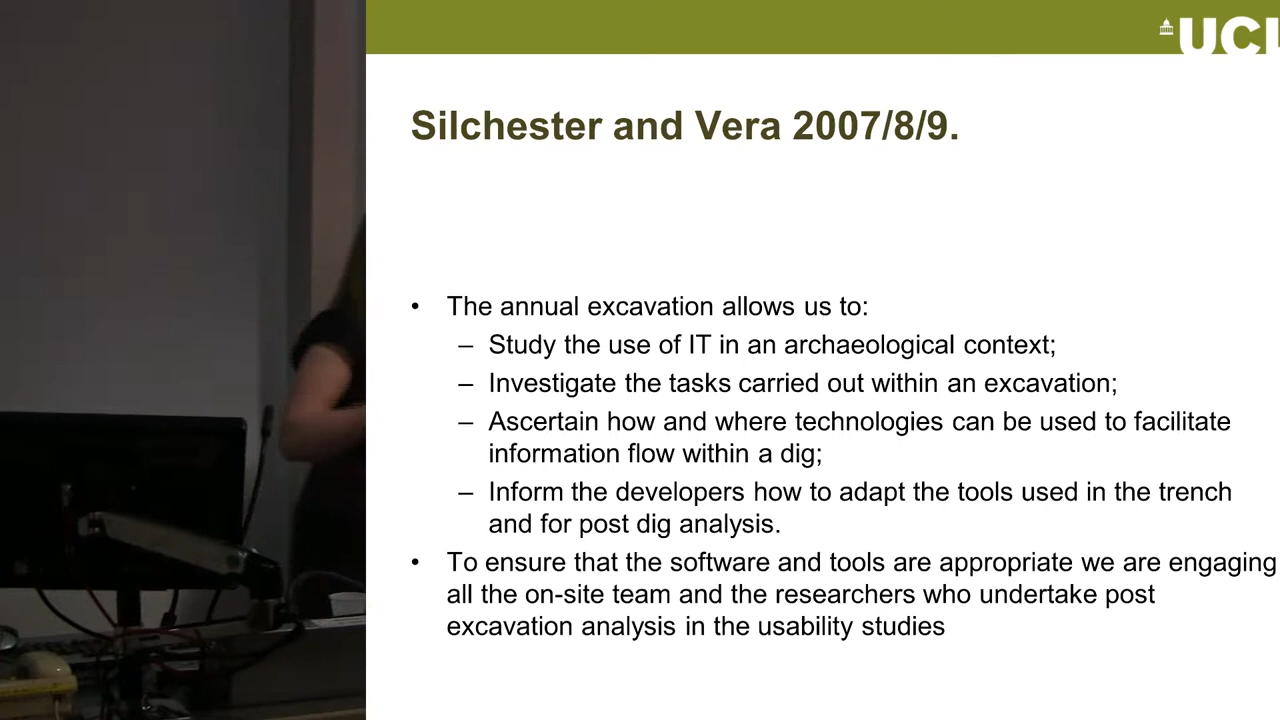 UCL
Silchester and Vera 2007/8/9.
• The annual excavation allows us to:
– Study the use of IT in an archaeological context;
– Investigate the tasks carried out within an excavation;
– Ascertain how and where technologies can be used to facilitate
information flow within a dig;
– Inform the developers how to adapt the tools used in the trench
and for post dig analysis.
• To ensure that the software and tools are appropriate we are engaging
all the on-site team and the researchers who undertake post
excavation analysis in the usability studies